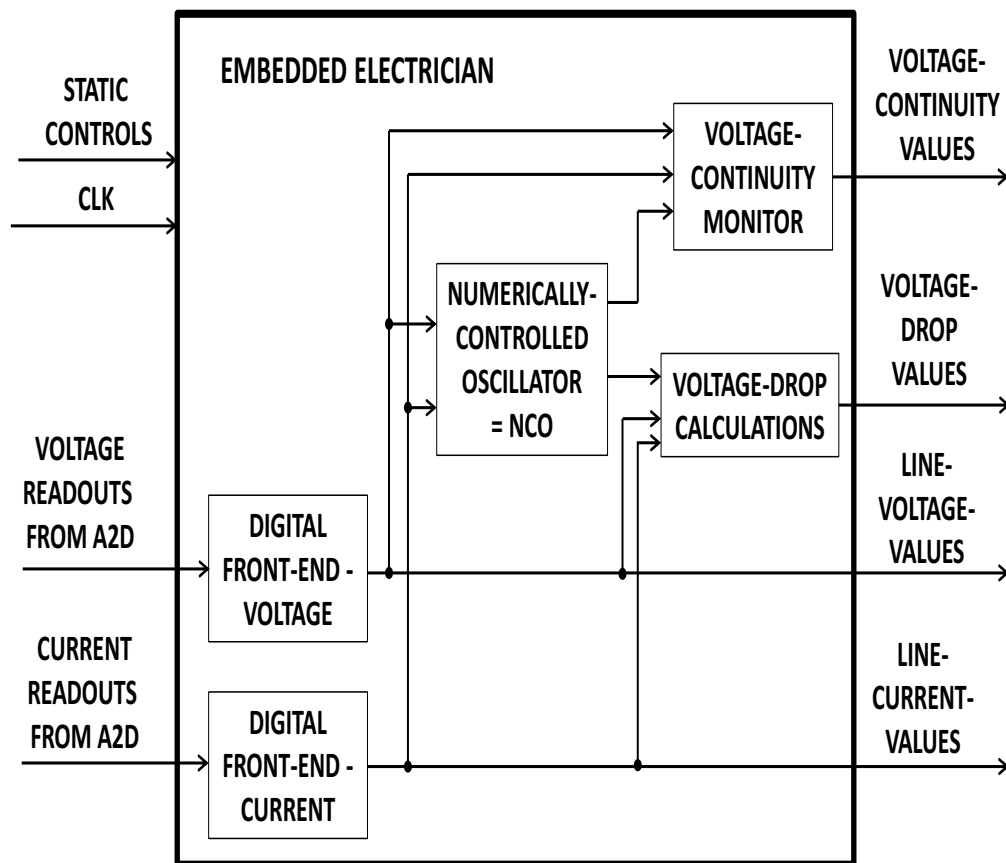 EMBEDDED ELECTRICIAN
STATIC
CONTROLS
CLK
VOLTAGE
READOUTS
FROM A2D
CURRENT
READOUTS
FROM A2D
VOLTAGE-
CONTINUITY
MONITOR
NUMERICALLY-
CONTROLLED
OSCILLATOR
= NCO
VOLTAGE-DROP
CALCULATIONS
DIGITAL
FRONT-END -
VOLTAGE
DIGITAL
FRONT-END -
CURRENT
VOLTAGE-
CONTINUITY
VALUES
VOLTAGE-
DROP
VALUES
LINE-
VOLTAGE-
VALUES
LINE-
CURRENT-
VALUES